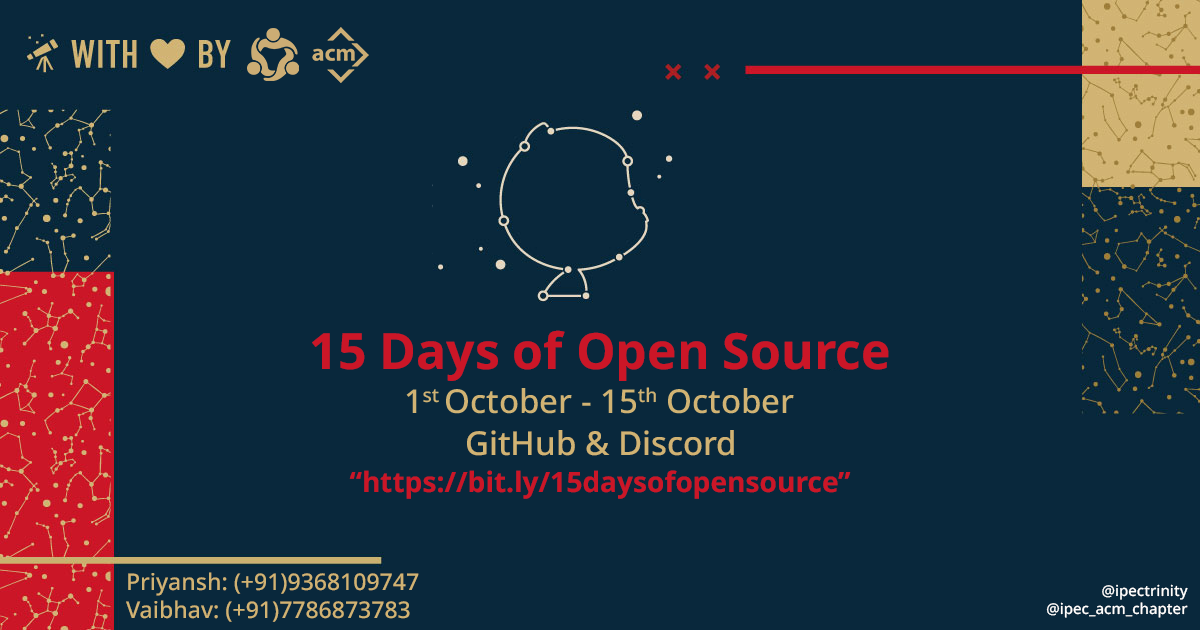 WITH BY acm
15 Days of Open Source
1st October - 15th October
GitHub & Discord
“https://bit.ly/15daysofopensource”
Priyansh: (+91)9368109747
Vaibhav: (+91)7786873783
@ipectrinity
@ipec_acm_chapter